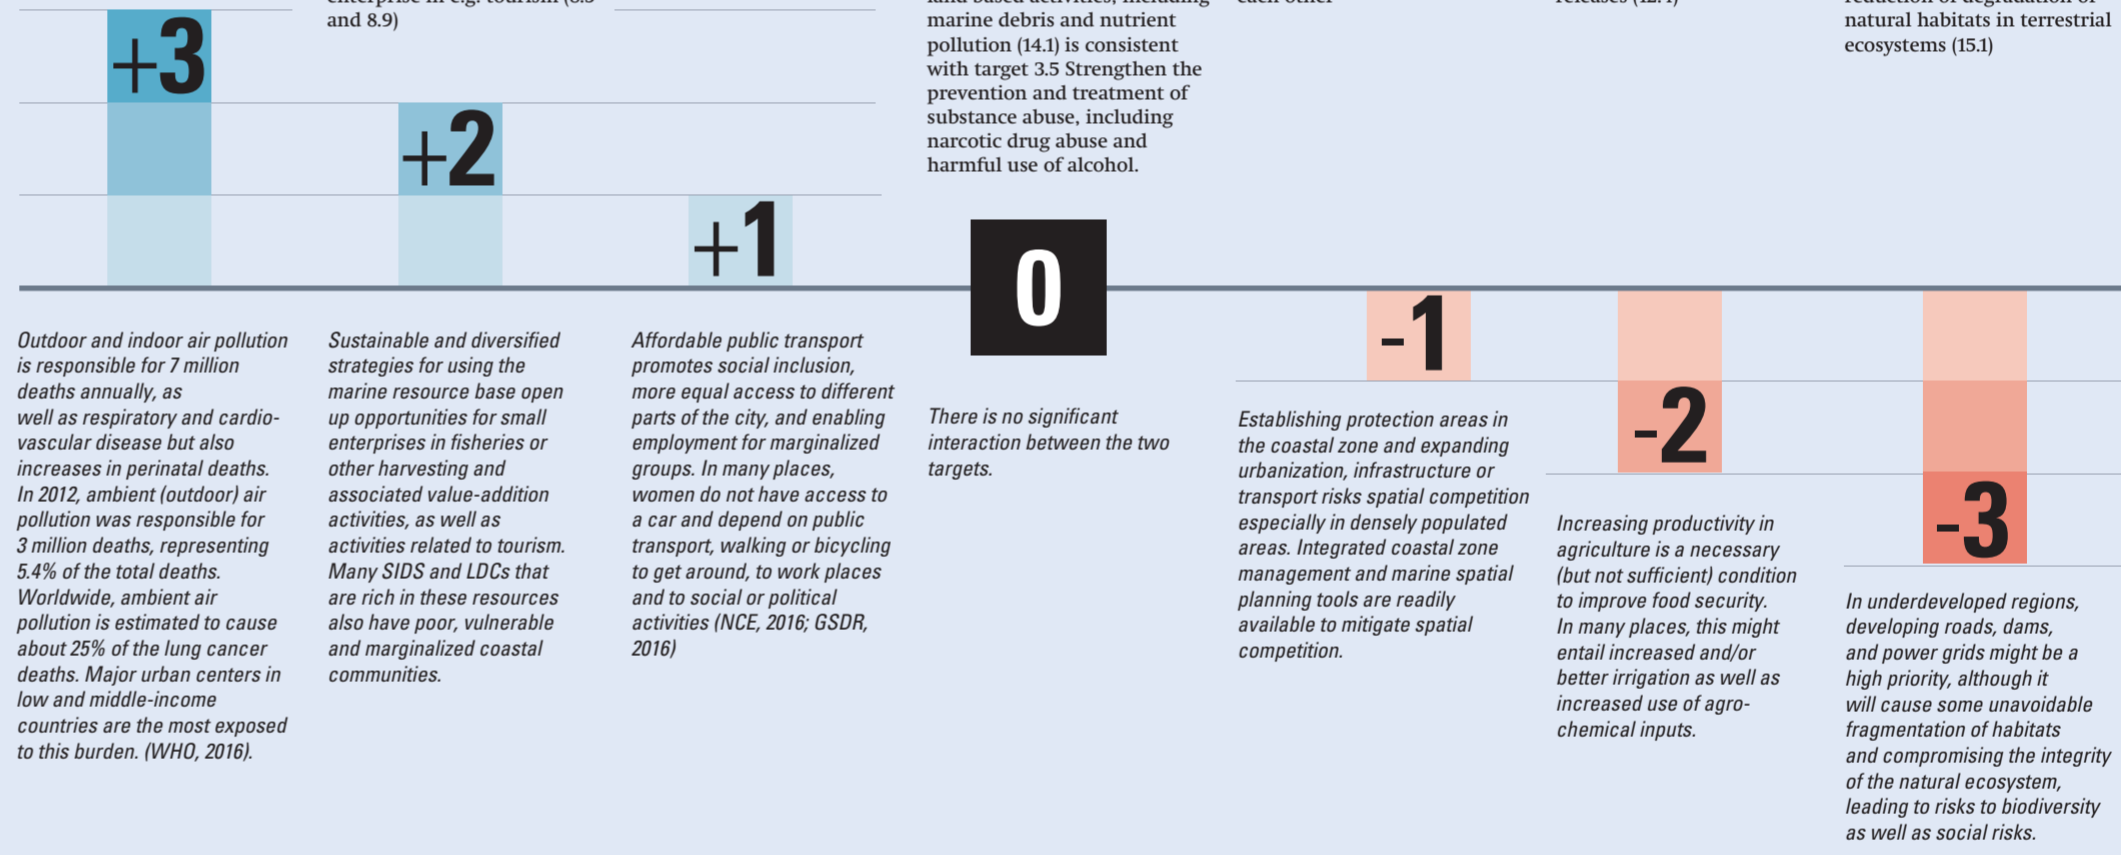 and 8.9)
marine debris and nutrient
pollution (14.1) is consistent
with target 3.5 Strengthen the
prevention and treatment of
substance abuse, including
narcotic drug abuse and
harmful use of alcohol.
each other
natural habitats in terrestrial
ecosystems (15.1)
+3
+2
+1
0
-1
-2
-3
Outdoor and indoor air pollution
is responsible for 7 million
deaths annually, as
well as respiratory and cardio-
vascular disease but also
increases in perinatal deaths.
In 2012, ambient (outdoor) air
pollution was responsible for
3 million deaths, representing
5.4% of the total deaths.
Worldwide, ambient air
pollution is estimated to cause
about 25% of the lung cancer
deaths. Major urban centers in
low and middle-income
countries are the most exposed
to this burden. (WHO, 2016).
Sustainable and diversified
strategies for using the
marine resource base open
up opportunities for small
enterprises in fisheries or
other harvesting and
associated value-addition
activities, as well as
activities related to tourism.
Many SIDS and LDCs that
are rich in these resources
also have poor, vulnerable
and marginalized coastal
communities.
Affordable public transport
promotes social inclusion,
more equal access to different
parts of the city, and enabling
employment for marginalized
groups. In many places,
women do not have access to
a car and depend on public
transport, walking or bicycling
to get around, to work places
and to social or political
activities (NCE, 2016; GSDR,
2016)
There is no significant
interaction between the two
targets.
Establishing protection areas in
the coastal zone and expanding
urbanization, infrastructure or
transport risks spatial competition
especially in densely populated
areas. Integrated coastal zone
management and marine spatial
planning tools are readily
available to mitigate spatial
competition.
Increasing productivity in
agriculture is a necessary
(but not sufficient) condition
to improve food security.
In many places, this might
entail increased and/or
better irrigation as well as
increased use of agro-
chemical inputs.
In underdeveloped regions,
developing roads, dams,
and power grids might be a
high priority, although it
will cause some unavoidable
fragmentation of habitats
and compromising the integrity
of the natural ecosystem,
leading to risks to biodiversity
as well as social risks.